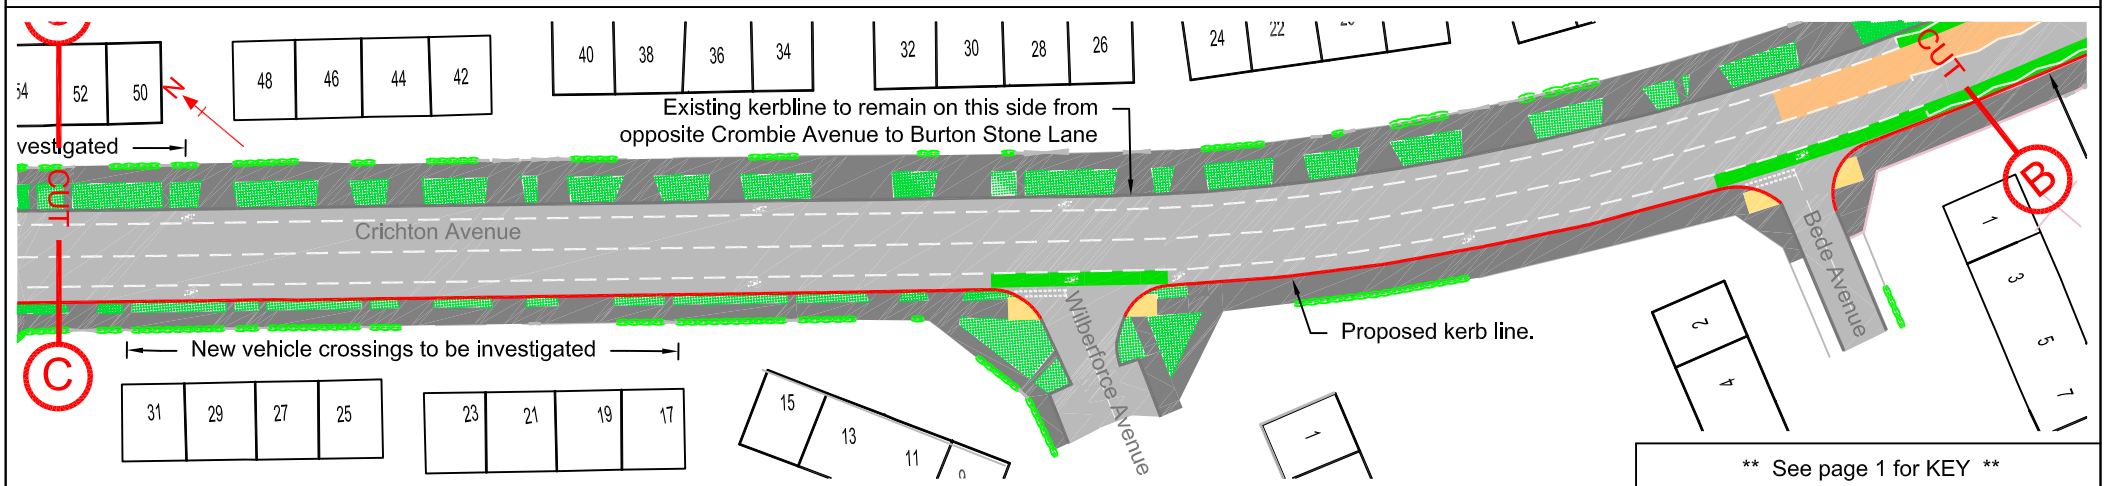 40
38
36
34
32
30
28
26
24
22
54
52
50
48
46
44
42
N
CUT
Existing kerbline to remain on this side from
opposite Crombie Avenue to Burton Stone Lane
vestigated
CUT
B
Crichton Avenue
Bede Avenue
Wilberforce Avenue
Proposed kerb line.
New vehicle crossings to be investigated
C
31
29
27
25
23
21
19
17
15
13
11
1
2
4
1
3
5
7
** See page 1 for KEY **